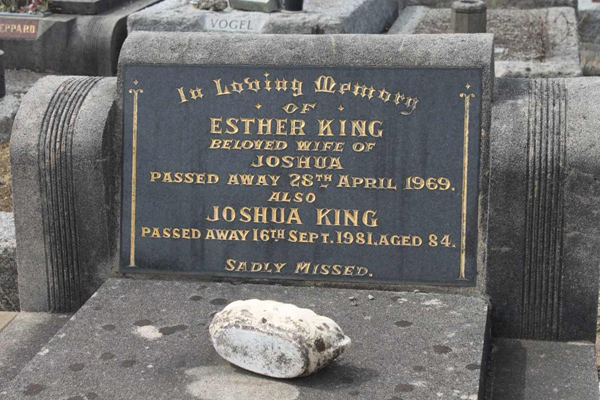 SHEPPARD
VOGEL
In Loving Memory
OF
ESTHER KING
BELOVED WIFE OF
JOSHUA
PASSED AWAY 28TH APRIL 1969.
ALSO
JOSHUA KING
PASSED AWAY 16TH SEPT. 1981, AGED 84.
SADLY MISSED.